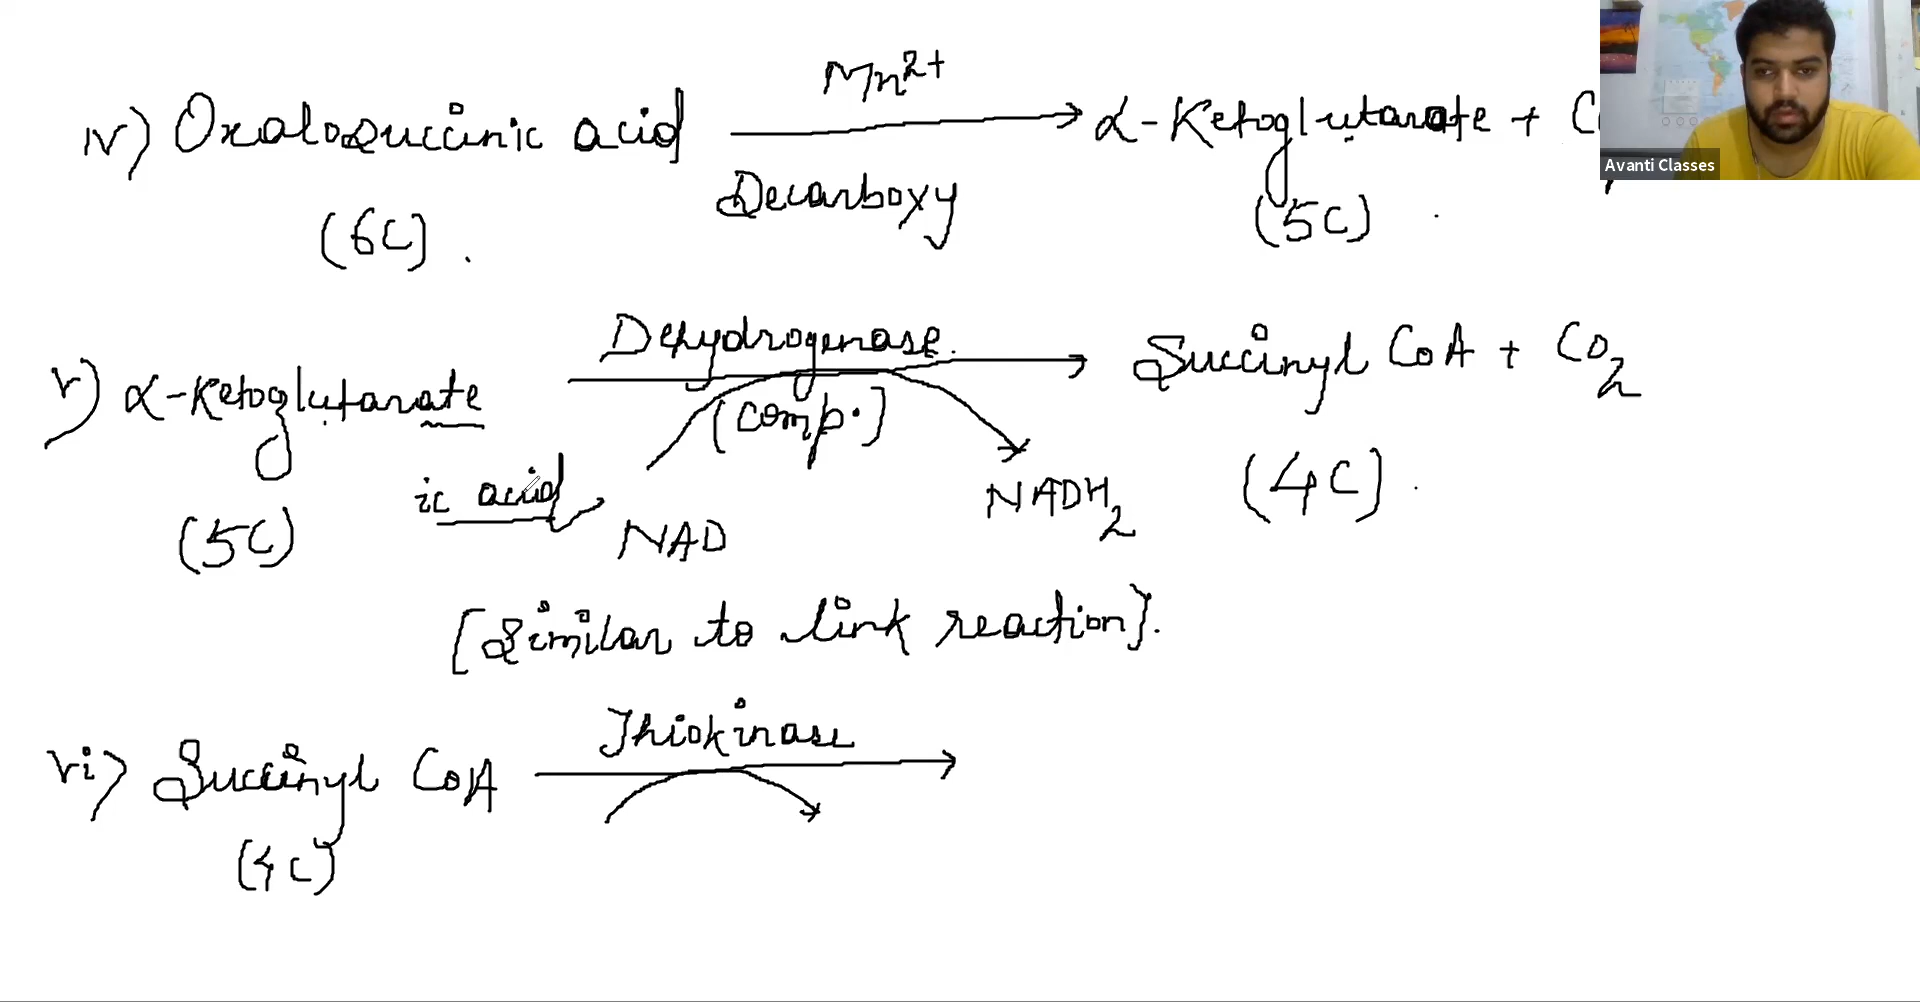 iv) Oxalosuccinic acid Mn2+ Decarboxy α-Ketoglutarate + C
(6C) . (5C) .
Avanti Classes
v) α-Ketoglutarate Dehydrogenase. (Comp.) Succinyl CoA + CO2
ic acid
(5C) NAD NADH2 (4C) .
[Similar to link reaction].
vi) Succinyl CoA Thiokinase
(4C)